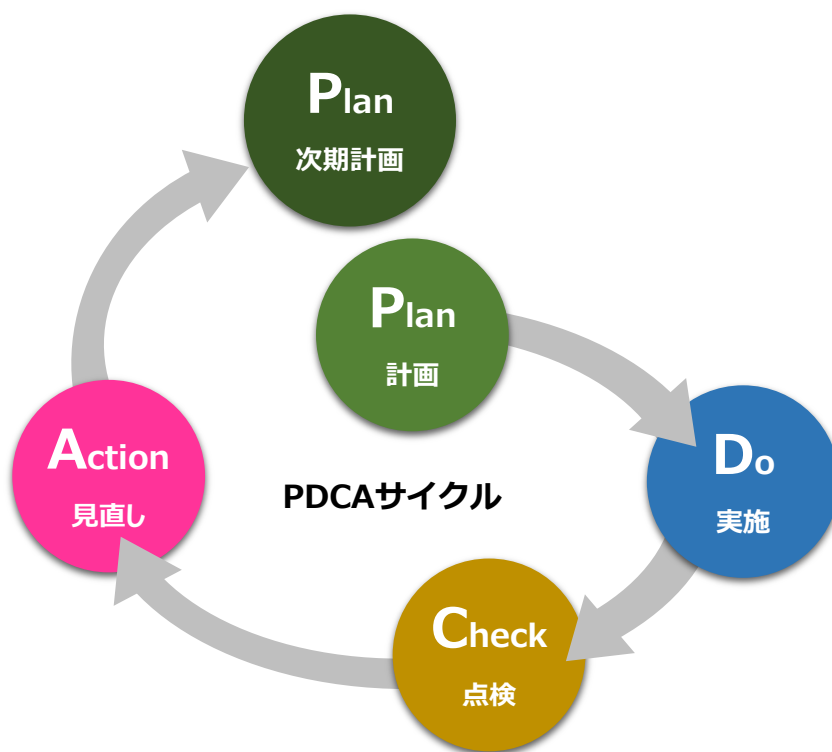 Plan
次期計画
Plan
計画
Action
見直し
PDCAサイクル
Do
実施
Check
点検